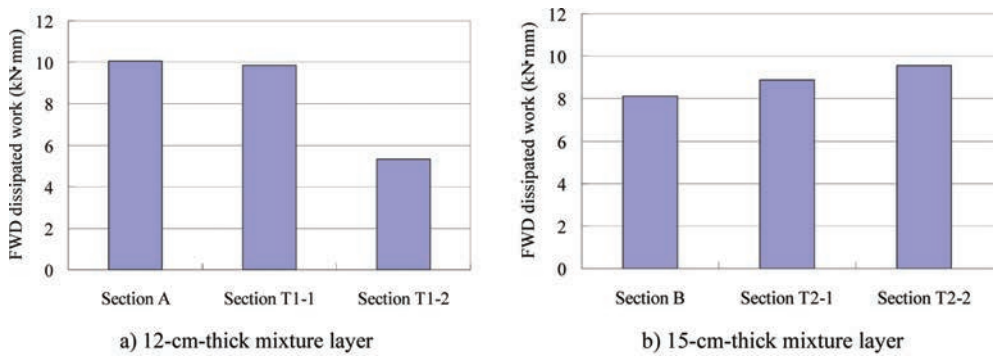 FWD dissipated work (kN•mm)
12
10
8
6
4
2
0
Section A Section T1-1 Section T1-2
a) 12-cm-thick mixture layer
FWD dissipated work (kN•mm)
12
10
8
6
4
2
0
Section B Section T2-1 Section T2-2
b) 15-cm-thick mixture layer